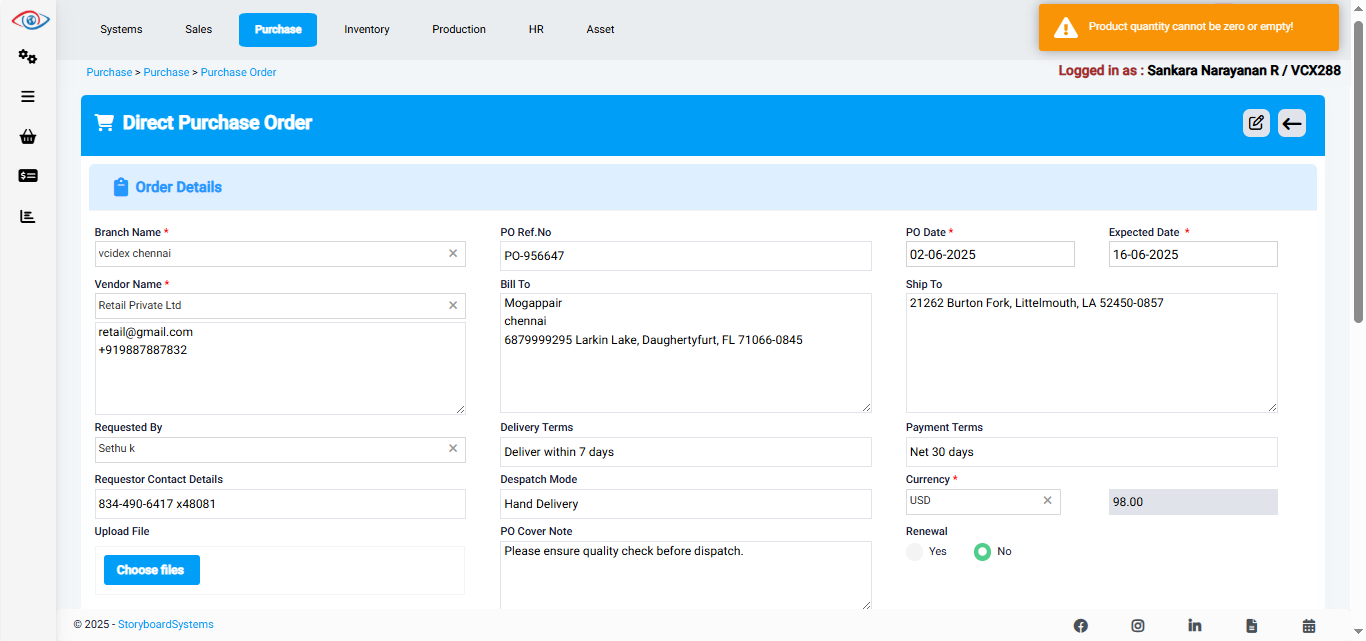 Systems
Sales
Purchase
Inventory
Production
HR
Asset
Product quantity cannot be zero or empty!
Purchase > Purchase > Purchase Order
Logged in as : Sankara Narayanan R / VCX288
Direct Purchase Order
Order Details
Branch Name *
vcidex chennai
PO Ref.No
PO-956647
PO Date *
02-06-2025
Expected Date *
16-06-2025
Vendor Name *
Retail Private Ltd
retail@gmail.com
+919887887832
Bill To
Mogappair
chennai
6879999295 Larkin Lake, Daughertyfurt, FL 71066-0845
Ship To
21262 Burton Fork, Littelmouth, LA 52450-0857
Requested By
Sethu k
Delivery Terms
Deliver within 7 days
Payment Terms
Net 30 days
Requestor Contact Details
834-490-6417 x48081
Despatch Mode
Hand Delivery
Currency *
USD
98.00
Upload File
Choose files
PO Cover Note
Please ensure quality check before dispatch.
Renewal
Yes
No
© 2025 - StoryboardSystems